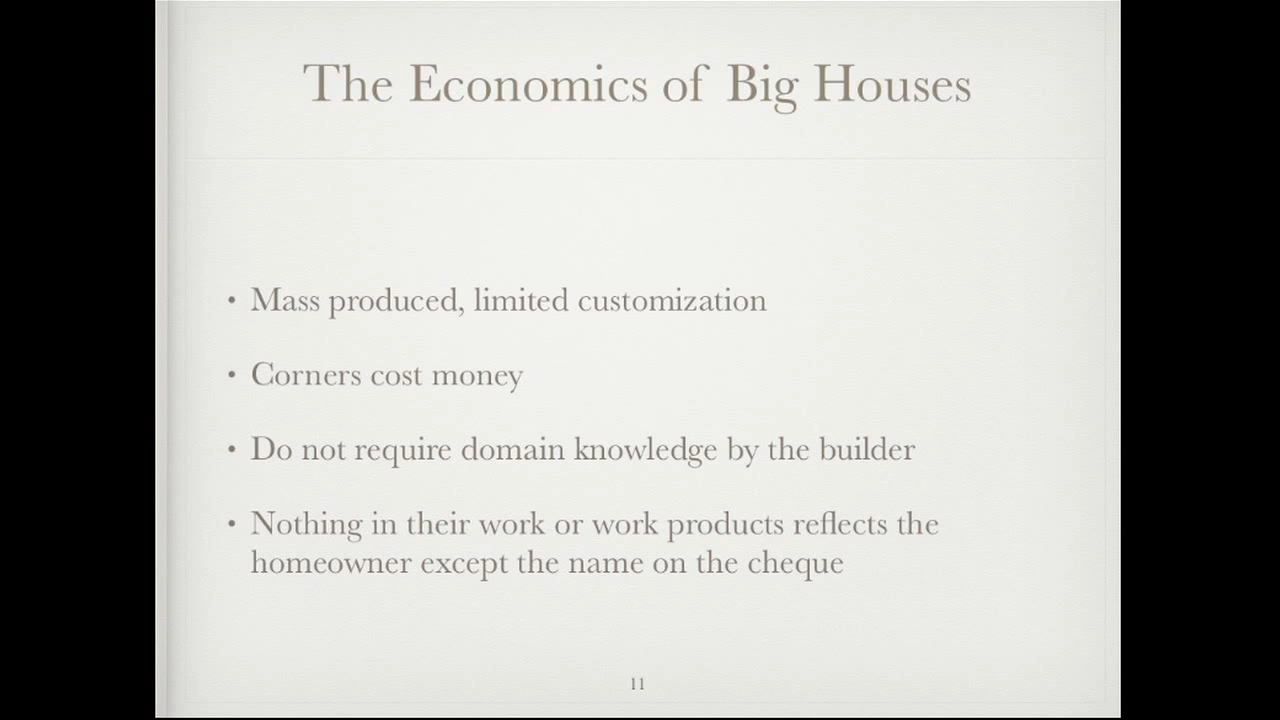 The Economics of Big Houses
• Mass produced, limited customization
• Corners cost money
• Do not require domain knowledge by the builder
• Nothing in their work or work products reflects the
homeowner except the name on the cheque
11